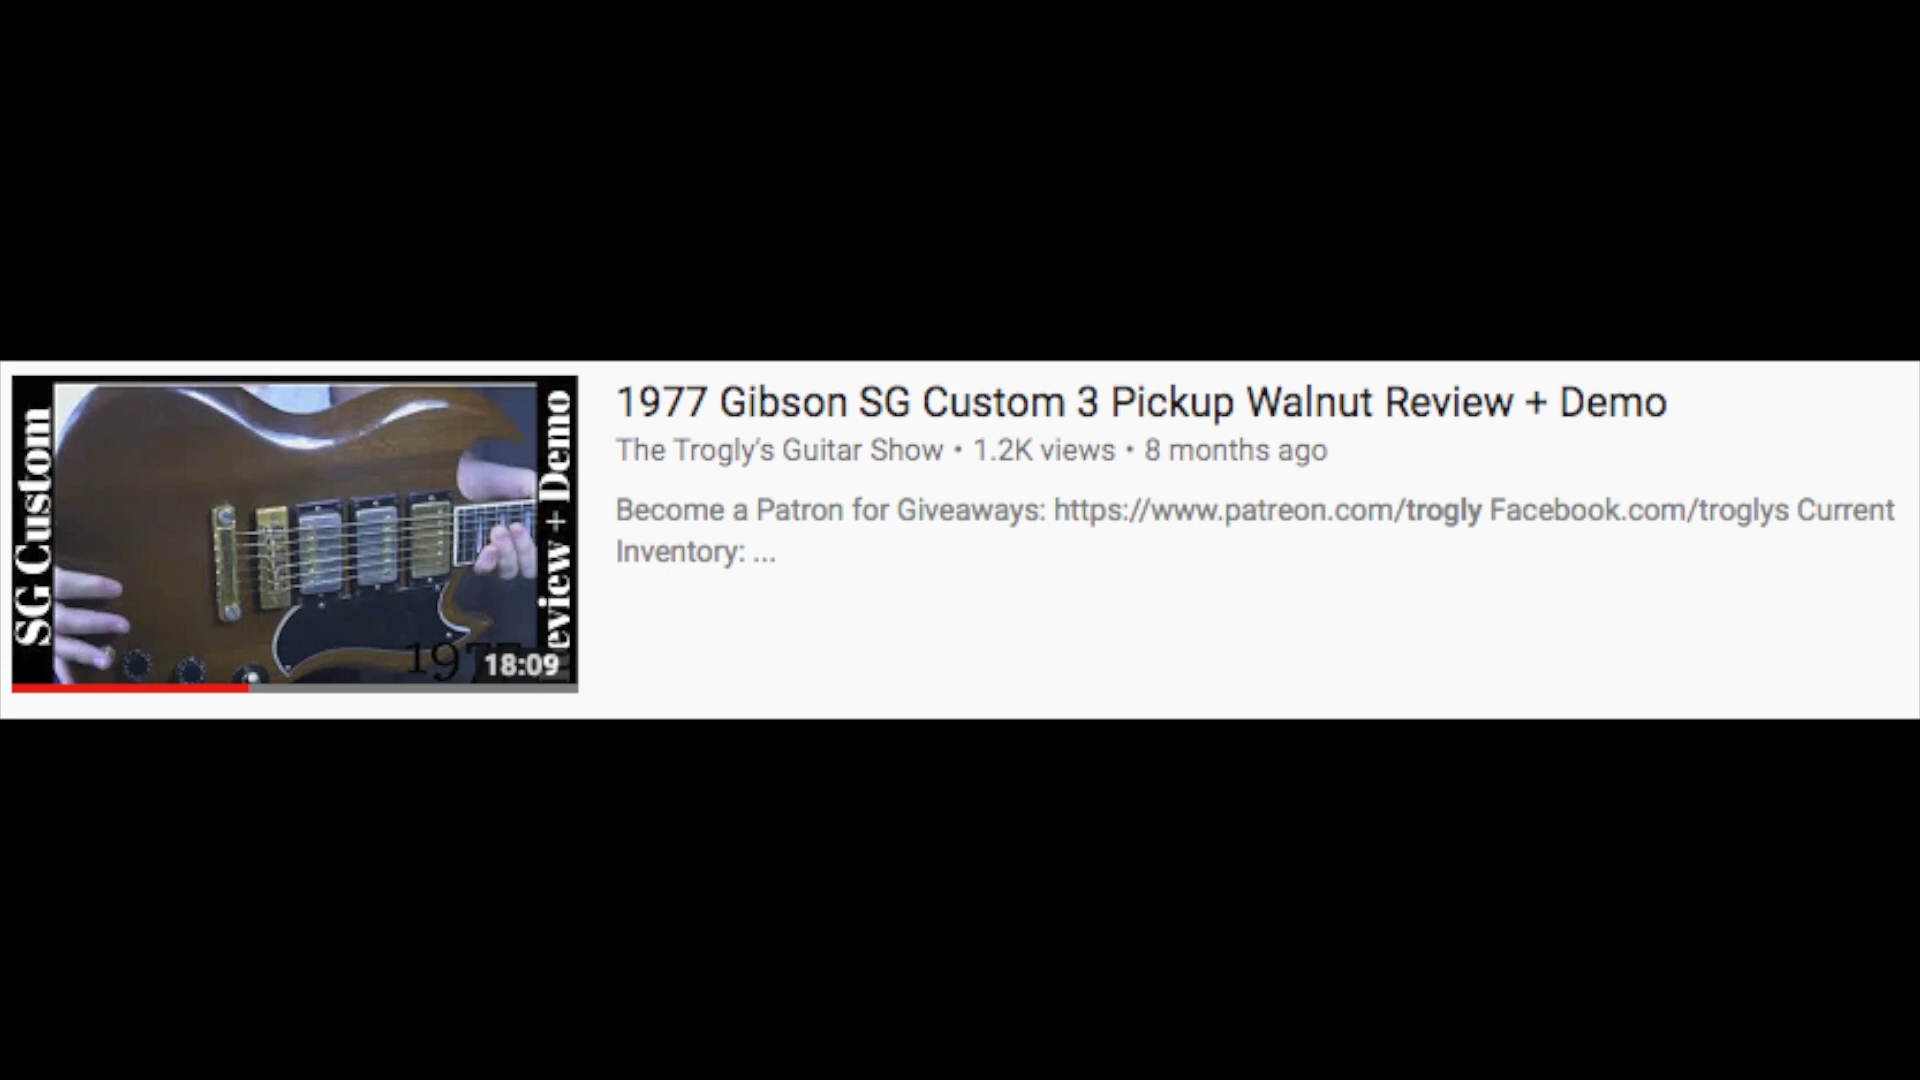 SG Custom
eview + Demo
197
18:09
1977 Gibson SG Custom 3 Pickup Walnut Review + Demo
The Trogly's Guitar Show • 1.2K views • 8 months ago
Become a Patron for Giveaways: https://www.patreon.com/trogly Facebook.com/troglys Current
Inventory: ...